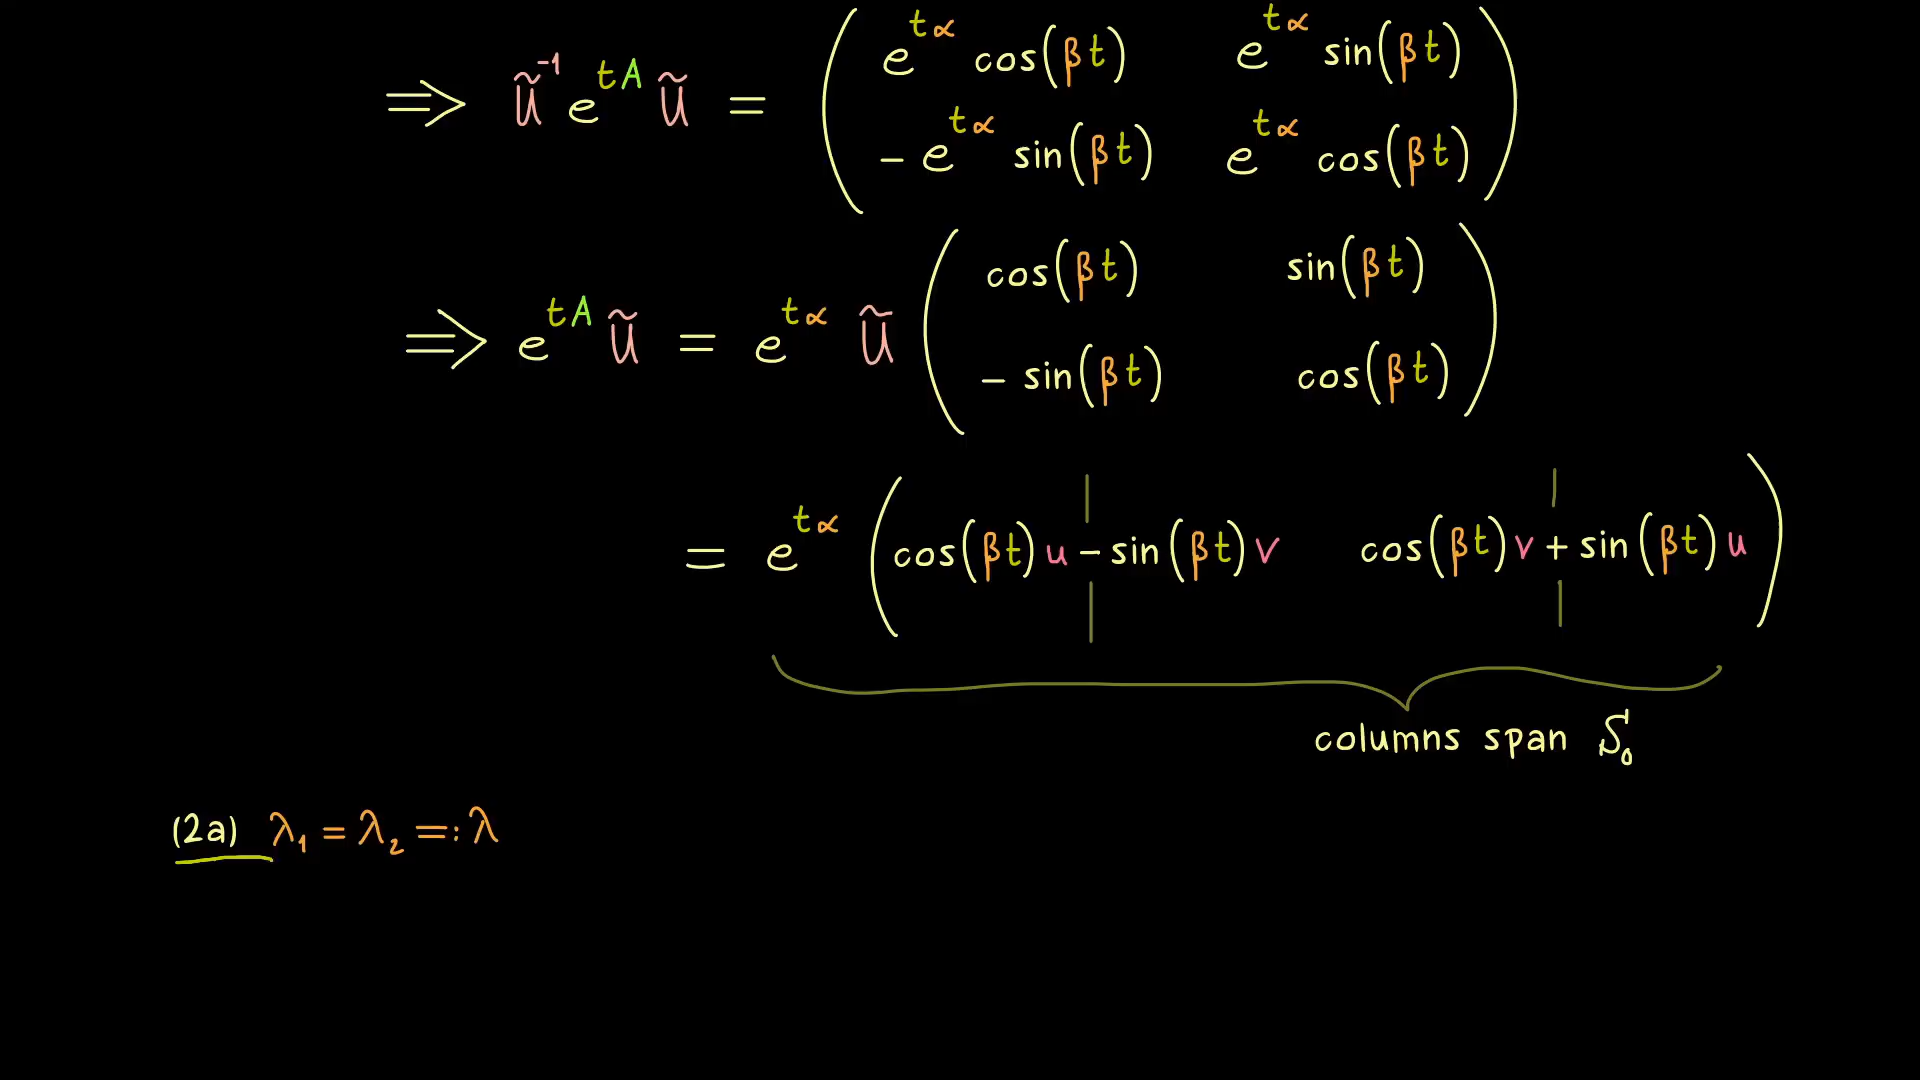 ⟹ Ũ⁻¹ e^{tA} Ũ = ( e^{tα} cos(βt)   e^{tα} sin(βt)
− e^{tα} sin(βt)   e^{tα} cos(βt) )
⟹ e^{tA} Ũ = e^{tα} Ũ ( cos(βt)   sin(βt)
− sin(βt)   cos(βt) )
= e^{tα} ( cos(βt) u − sin(βt) v   cos(βt) v + sin(βt) u )
columns span S₀
(2a) λ₁ = λ₂ =: λ